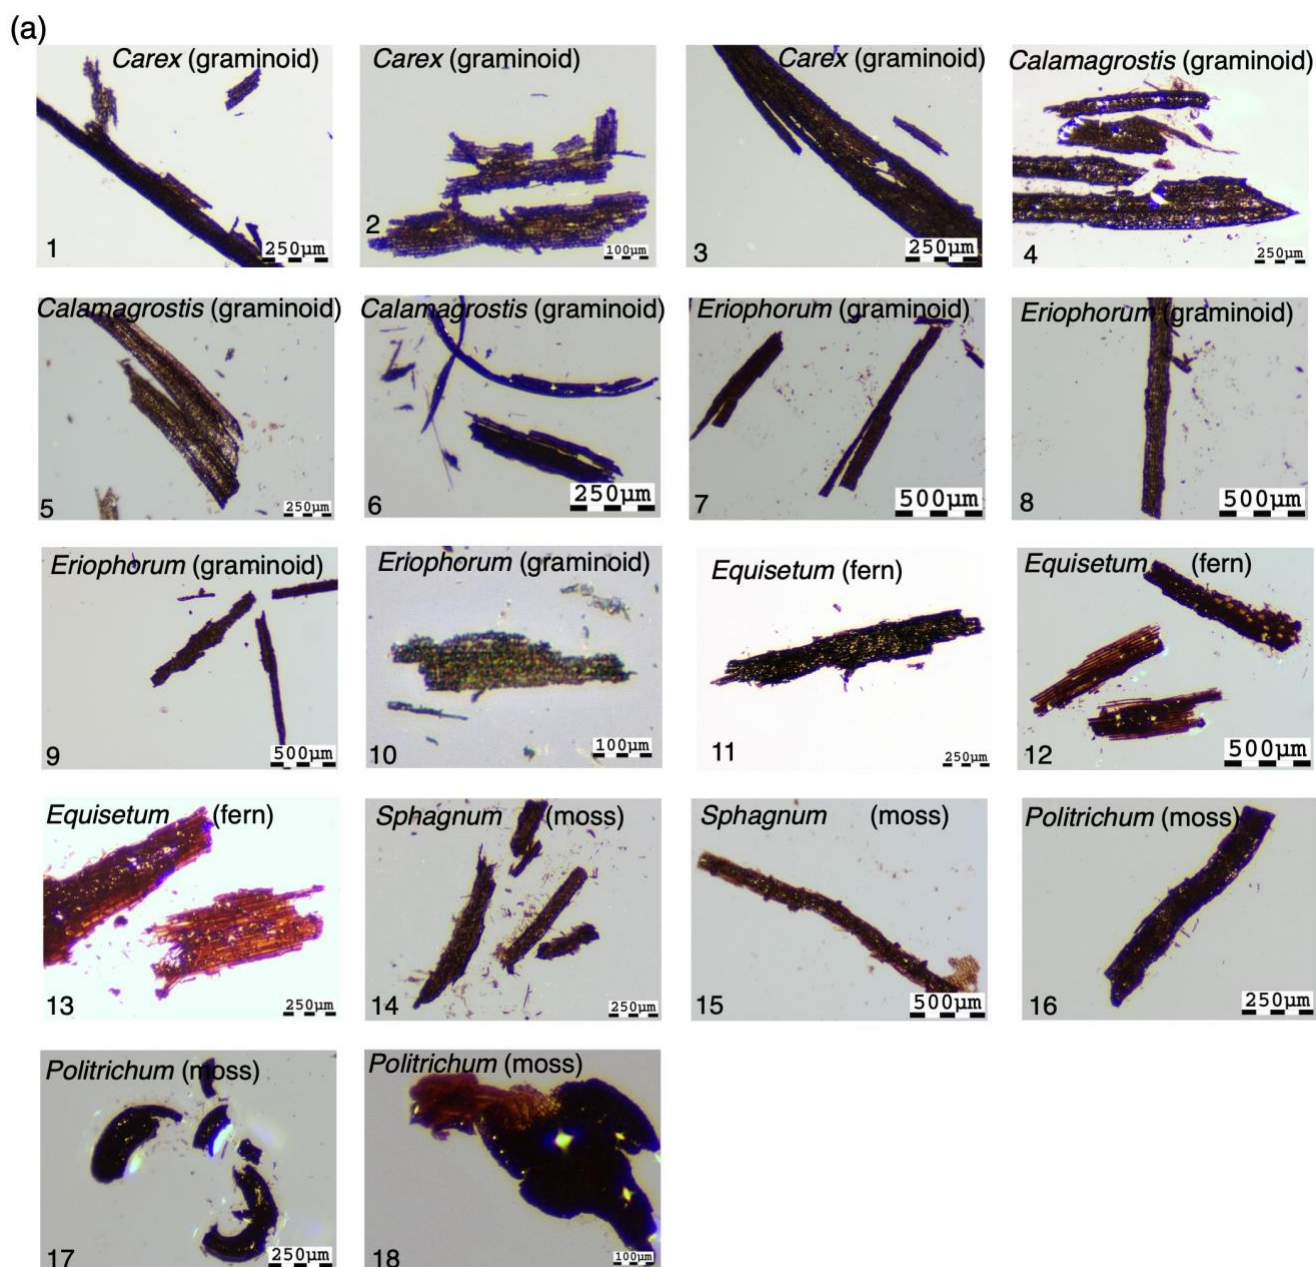 (a)
Carex (graminoid)
1
250µm
Carex (graminoid)
2
100µm
Carex (graminoid)
3
250µm
Calamagrostis (graminoid)
4
250µm
Calamagrostis (graminoid)
5
250µm
Calamagrostis (graminoid)
6
250µm
Eriophorum (graminoid)
7
500µm
Eriophorum (graminoid)
8
500µm
Eriophorum (graminoid)
9
500µm
Eriophorum (graminoid)
10
100µm
Equisetum (fern)
11
250µm
Equisetum (fern)
12
500µm
Equisetum (fern)
13
250µm
Sphagnum (moss)
14
250µm
Sphagnum (moss)
15
500µm
Politrichum (moss)
16
250µm
Politrichum (moss)
17
250µm
Politrichum (moss)
18
100µm